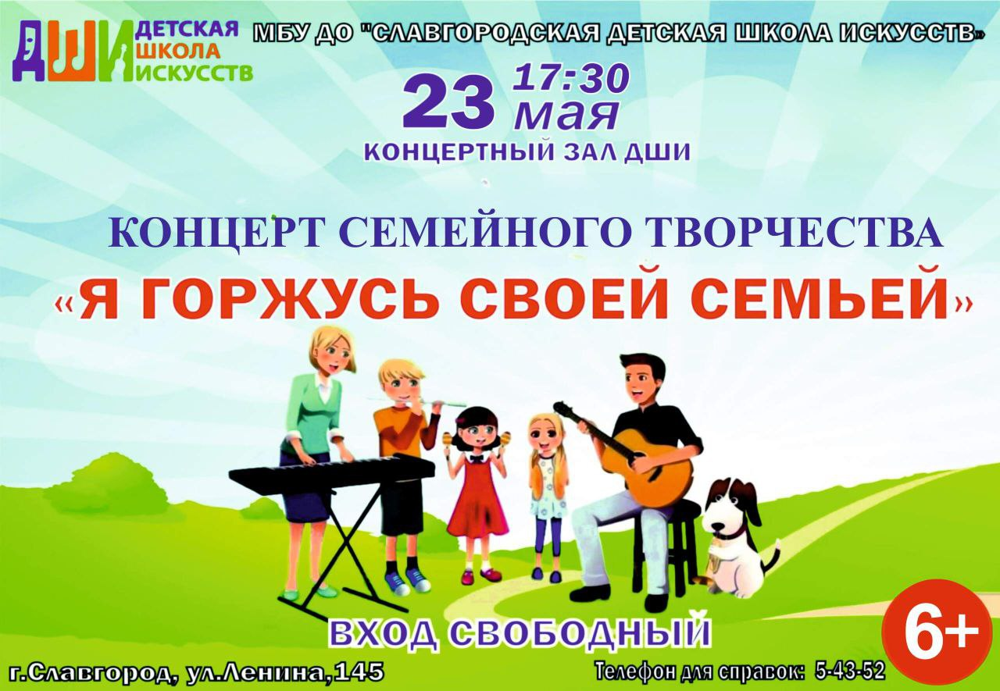 ДШИ ДЕТСКАЯ
ШКОЛА
ИСКУССТВ
МБУ ДО "СЛАВГОРОДСКАЯ ДЕТСКАЯ ШКОЛА ИСКУССТВ»
23 17:30
мая
КОНЦЕРТНЫЙ ЗАЛ ДШИ
КОНЦЕРТ СЕМЕЙНОГО ТВОРЧЕСТВА
«Я ГОРЖУСЬ СВОЕЙ СЕМЬЕЙ»
ВХОД СВОБОДНЫЙ
6+
г.Славгород, ул.Ленина,145
Телефон для справок: 5-43-52